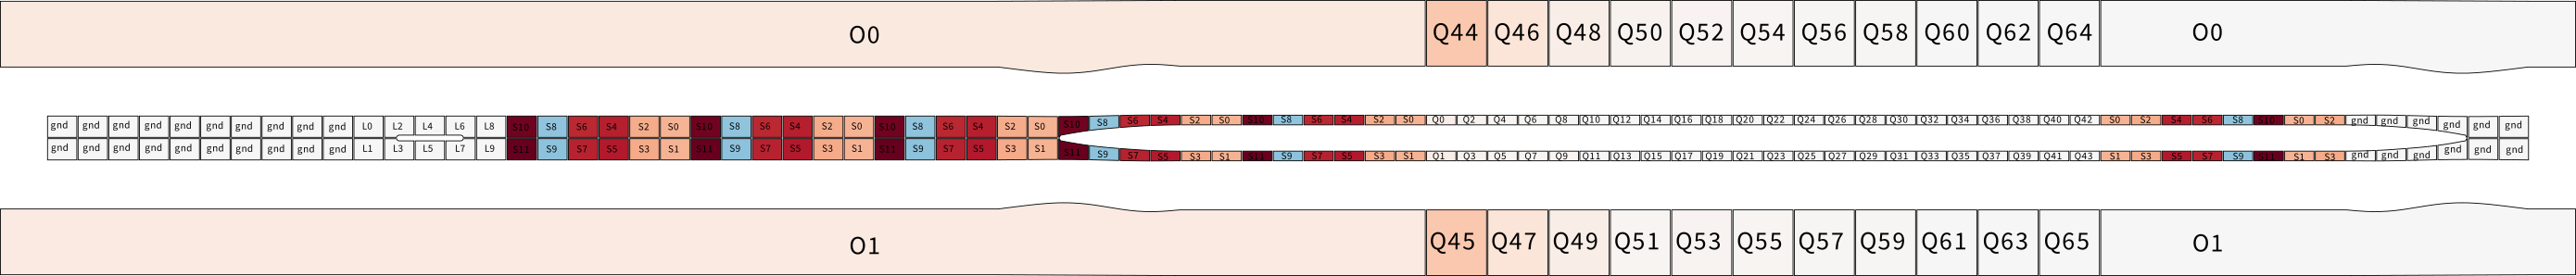 O0 Q44 Q46 Q48 Q50 Q52 Q54 Q56 Q58 Q60 Q62 Q64 O0
gnd gnd gnd gnd gnd gnd gnd gnd gnd gnd L0 L2 L4 L6 L8 S10 S8 S6 S4 S2 S0 S10 S8 S6 S4 S2 S0 S10 S8 S6 S4 S2 S0 S10 S8 S6 S4 S2 S0 S10 S8 S6 S4 S2 S0 Q0 Q2 Q4 Q6 Q8 Q10 Q12 Q14 Q16 Q18 Q20 Q22 Q24 Q26 Q28 Q30 Q32 Q34 Q36 Q38 Q40 Q42 S0 S2 S4 S6 S8 S10 S0 S2 gnd gnd gnd gnd gnd gnd
gnd gnd gnd gnd gnd gnd gnd gnd gnd gnd L1 L3 L5 L7 L9 S11 S9 S7 S5 S3 S1 S11 S9 S7 S5 S3 S1 S11 S9 S7 S5 S3 S1 S11 S9 S7 S5 S3 S1 S11 S9 S7 S5 S3 S1 Q1 Q3 Q5 Q7 Q9 Q11 Q13 Q15 Q17 Q19 Q21 Q23 Q25 Q27 Q29 Q31 Q33 Q35 Q37 Q39 Q41 Q43 S1 S3 S5 S7 S9 S11 S1 S3 gnd gnd gnd gnd gnd gnd
O1 Q45 Q47 Q49 Q51 Q53 Q55 Q57 Q59 Q61 Q63 Q65 O1